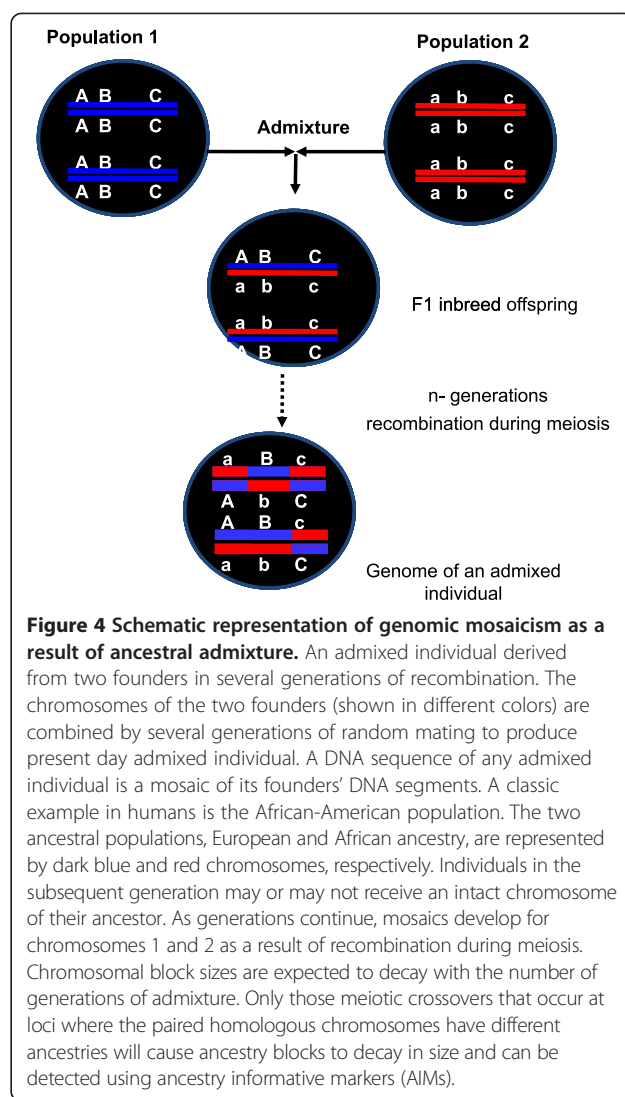 Population 1
Population 2
A B C
A B C
A B C
A B C
a b c
a b c
a b c
a b c
Admixture
A B C
a b c
a b c
A B C
F1 inbreed offspring
n- generations
recombination during meiosis
a B c
A b C
A B c
a b C
Genome of an admixed
individual
Figure 4 Schematic representation of genomic mosaicism as a
result of ancestral admixture. An admixed individual derived
from two founders in several generations of recombination. The
chromosomes of the two founders (shown in different colors) are
combined by several generations of random mating to produce
present day admixed individual. A DNA sequence of any admixed
individual is a mosaic of its founders' DNA segments. A classic
example in humans is the African-American population. The two
ancestral populations, European and African ancestry, are represented
by dark blue and red chromosomes, respectively. Individuals in the
subsequent generation may or may not receive an intact chromosome
of their ancestor. As generations continue, mosaics develop for
chromosomes 1 and 2 as a result of recombination during meiosis.
Chromosomal block sizes are expected to decay with the number of
generations of admixture. Only those meiotic crossovers that occur at
loci where the paired homologous chromosomes have different
ancestries will cause ancestry blocks to decay in size and can be
detected using ancestry informative markers (AIMs).